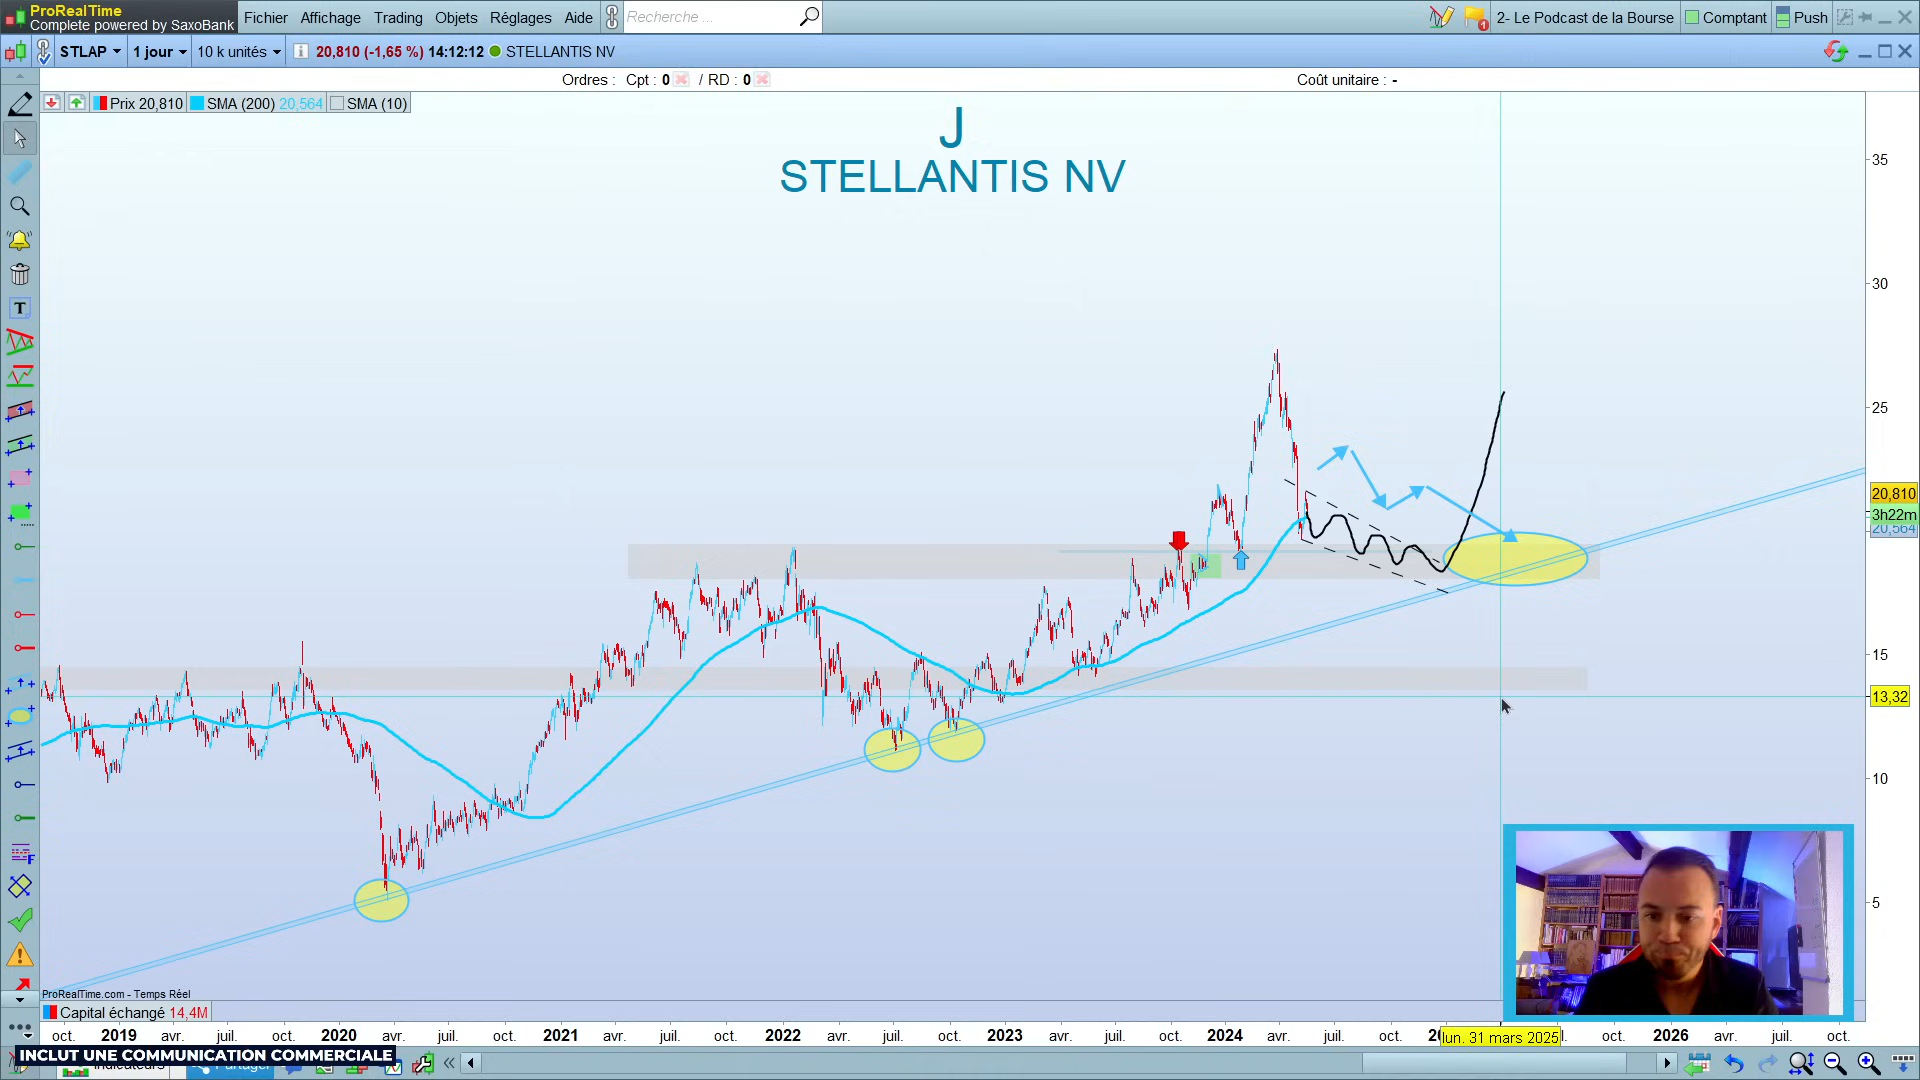 ProRealTime
Complete powered by SaxoBank
Fichier Affichage Trading Objets Réglages Aide
Recherche ...
2- Le Podcast de la Bourse Comptant Push
STLAP 1 jour 10 k unités 20,810 (-1,65 %) 14:12:12 STELLANTIS NV
Ordres : Cpt : 0 / RD : 0 Coût unitaire : -
Prix 20,810 SMA (200) 20,564 SMA (10)
J
STELLANTIS NV
35
30
25
20,810
3h22m
20,564
15
13,32
10
5
ProRealTime.com - Temps Réel
Capital échangé 14,4M
oct. 2019 avr. juil. oct. 2020 avr. juil. oct. 2021 avr. juil. oct. 2022 avr. juil. oct. 2023 avr. juil. oct. 2024 avr. juil. oct. lun. 31 mars 2025 oct. 2026 avr. juil. oct.
INCLUT UNE COMMUNICATION COMMERCIALE
Indicateurs Partager